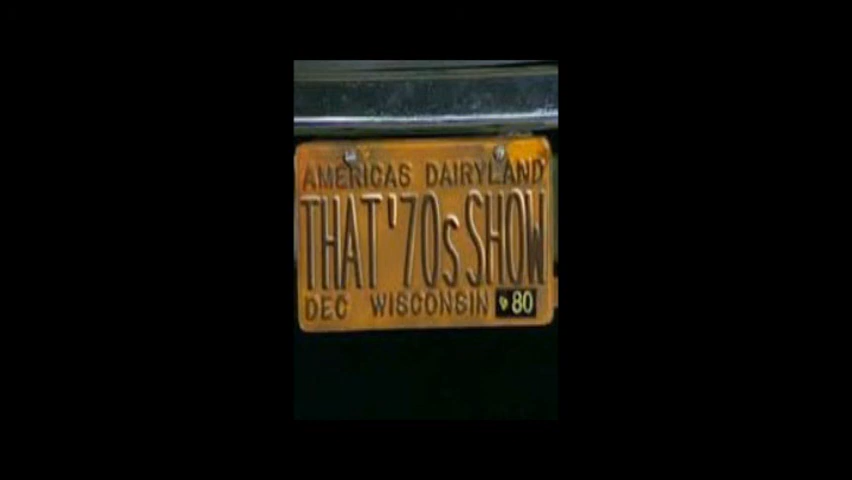 AMERICAS DAIRYLAND
THAT '70s SHOW
DEC WISCONSIN 80